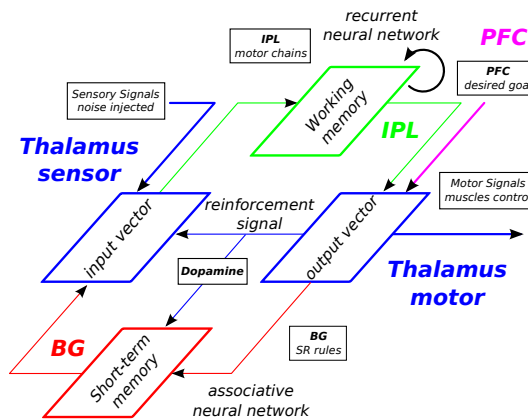 recurrent
neural network
IPL
motor chains
PFC
PFC
desired goa
Sensory Signals
noise injected
Working
memory
IPL
Thalamus
sensor
Motor Signals
muscles contro
input vector
reinforcement
signal
output vector
Dopamine
Thalamus
motor
BG
BG
SR rules
Short-term
memory
associative
neural network